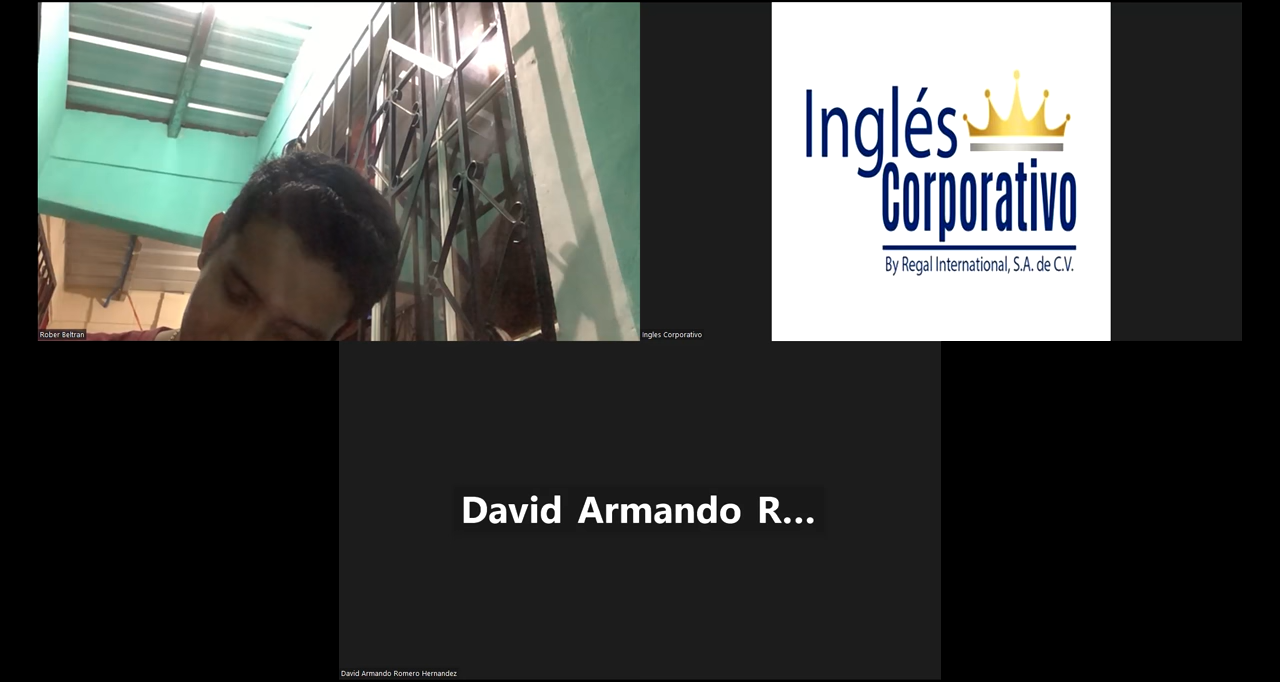 Inglés
Corporativo
By Regal International, S.A. de C.V.
Rober Beltran
Ingles Corporativo
David Armando R...
David Armando Romero Hernandez